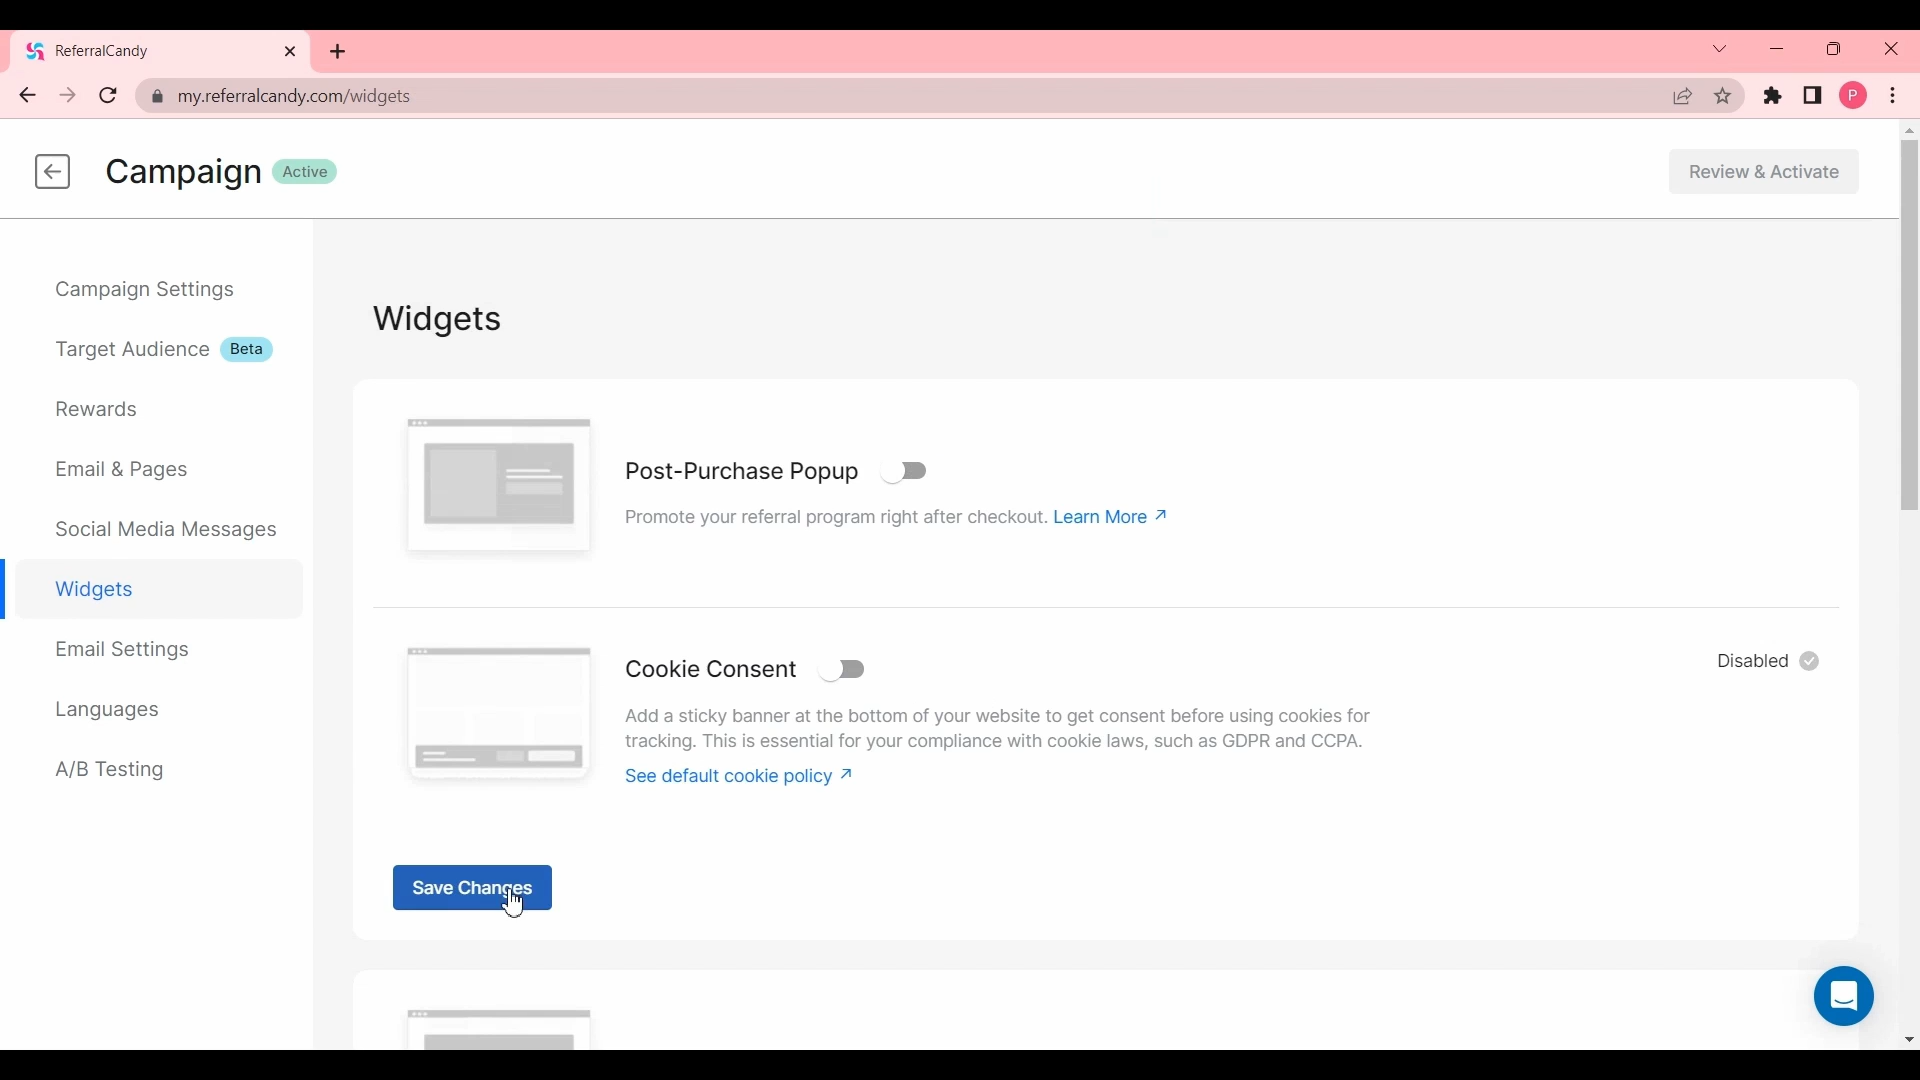 ReferralCandy
my.referralcandy.com/widgets
P
Campaign Active
Review & Activate
Campaign Settings
Target Audience Beta
Rewards
Email & Pages
Social Media Messages
Widgets
Email Settings
Languages
A/B Testing
Widgets
Post-Purchase Popup
Promote your referral program right after checkout. Learn More
Cookie Consent
Disabled
Add a sticky banner at the bottom of your website to get consent before using cookies for
tracking. This is essential for your compliance with cookie laws, such as GDPR and CCPA.
See default cookie policy
Save Changes